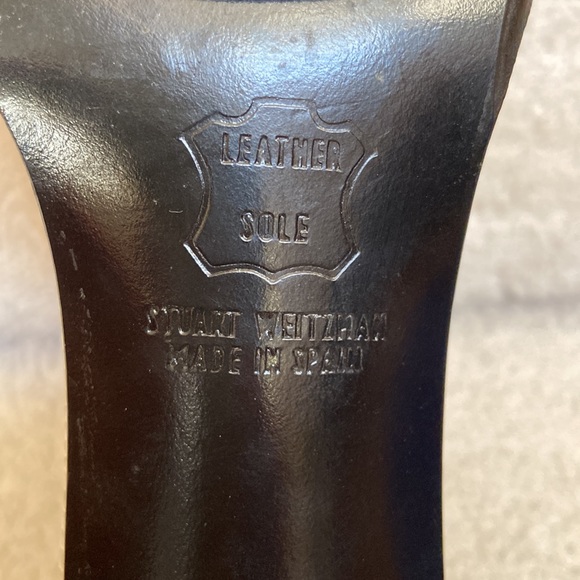 LEATHER
SOLE
STUART WEITZMAN
MADE IN SPAIN